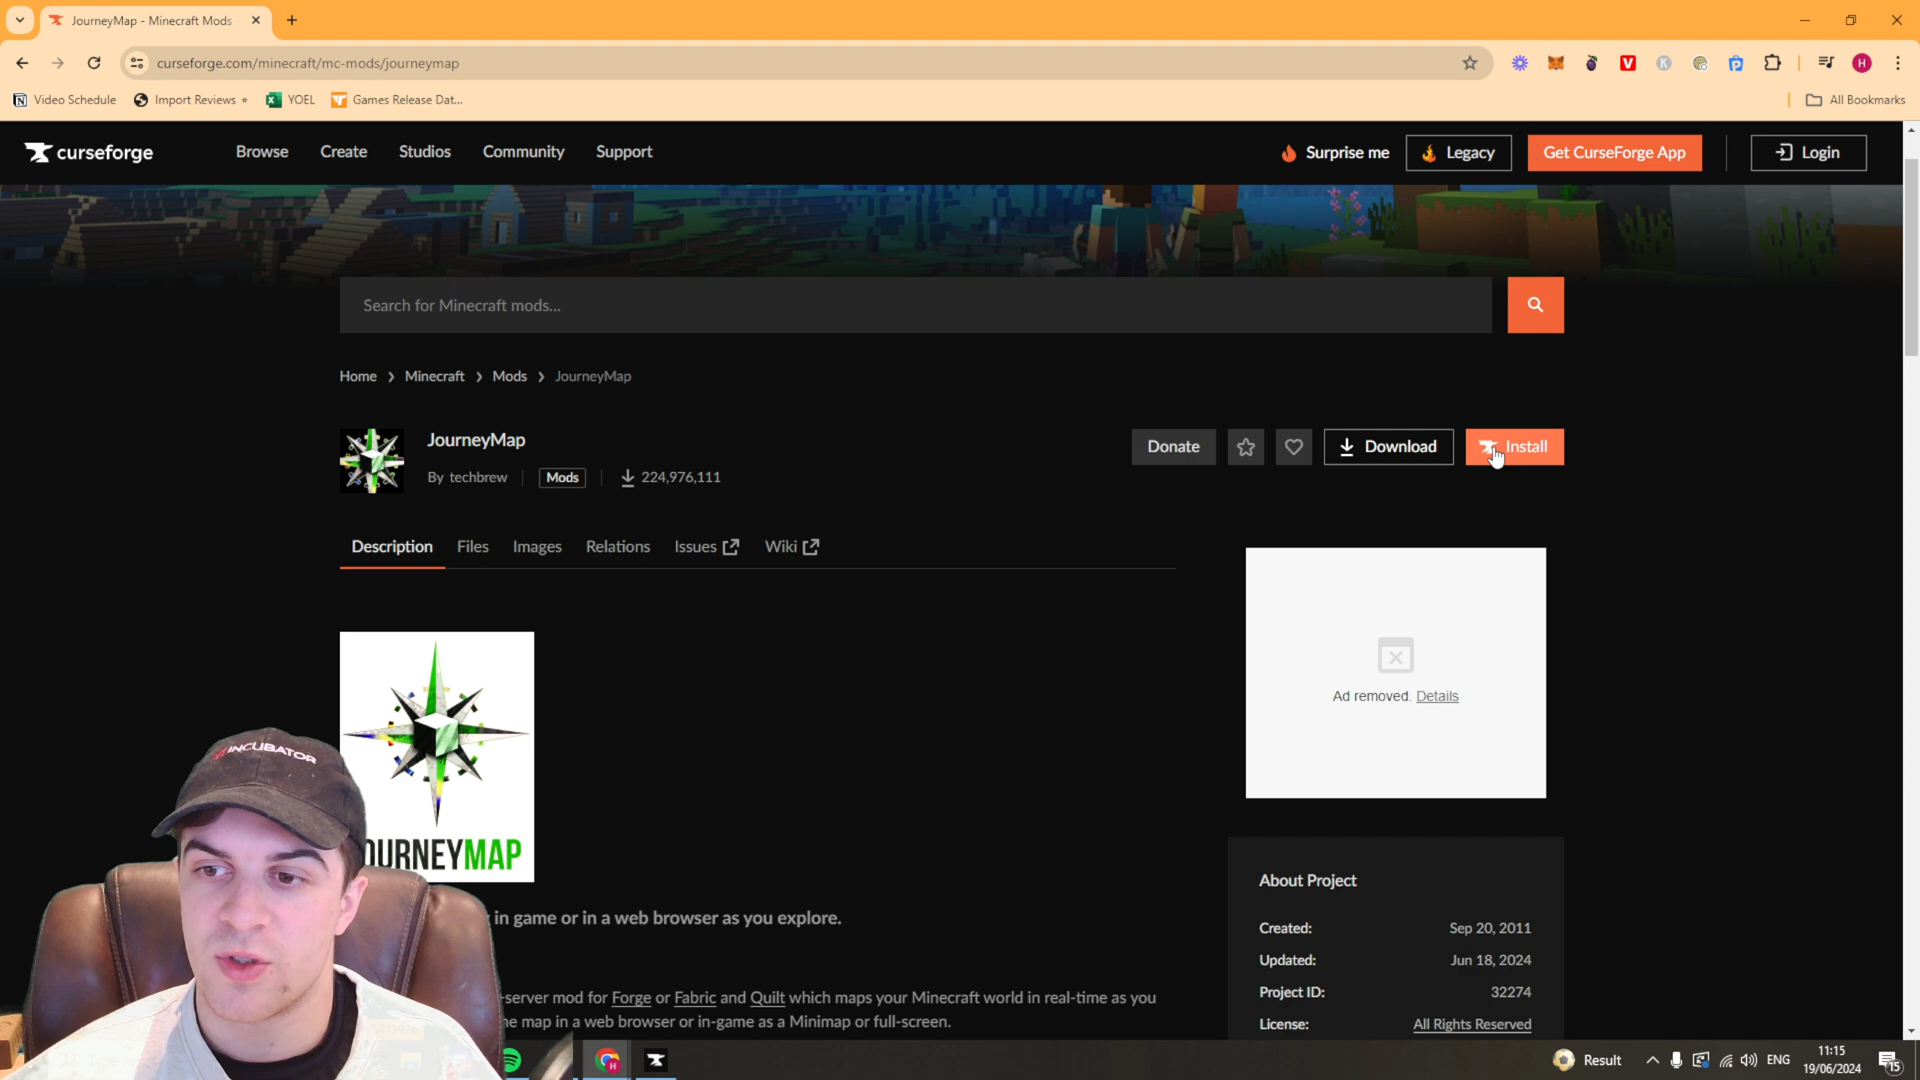 JourneyMap - Minecraft Mods
curseforge.com/minecraft/mc-mods/journeymap
Video Schedule
Import Reviews
YOEL
Games Release Dat...
All Bookmarks
curseforge
Browse
Create
Studios
Community
Support
Surprise me
Legacy
Get CurseForge App
Login
Search for Minecraft mods...
Home > Minecraft > Mods > JourneyMap
JourneyMap
By techbrew
Mods
224,976,111
Donate
Download
Install
Description
Files
Images
Relations
Issues
Wiki
OURNEYMAP
Ad removed. Details
INCUBATOR
in game or in a web browser as you explore.
-server mod for Forge or Fabric and Quilt which maps your Minecraft world in real-time as you
map in a web browser or in-game as a Minimap or full-screen.
About Project
Created: Sep 20, 2011
Updated: Jun 18, 2024
Project ID: 32274
License: All Rights Reserved
Result
ENG
11:15
19/06/2024
15